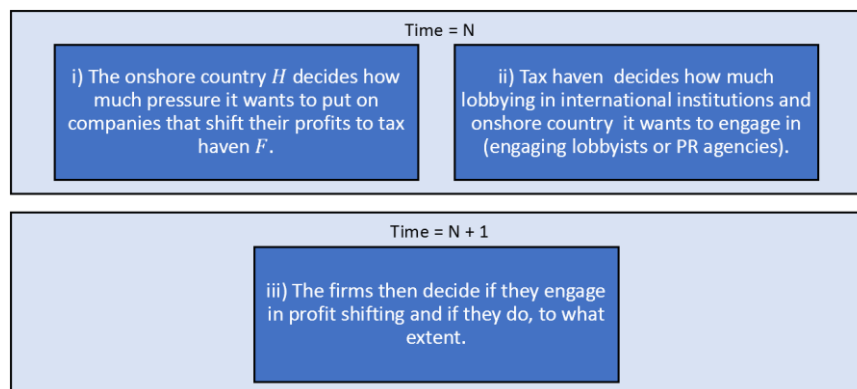 Time = N
i) The onshore country H decides how
much pressure it wants to put on
companies that shift their profits to tax
haven F.
ii) Tax haven decides how much
lobbying in international institutions and
onshore country it wants to engage in
(engaging lobbyists or PR agencies).
Time = N + 1
iii) The firms then decide if they engage
in profit shifting and if they do, to what
extent.